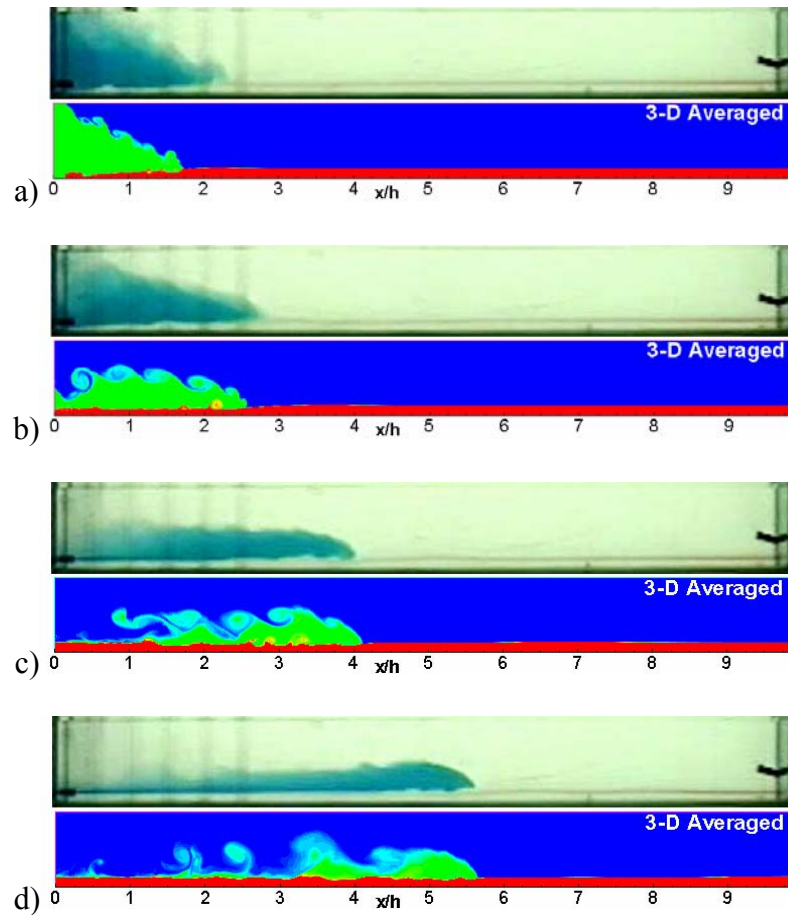 3-D Averaged
a) 0 1 2 3 4 x/h 5 6 7 8 9
3-D Averaged
b) 0 1 2 3 4 x/h 5 6 7 8 9
3-D Averaged
c) 0 1 2 3 4 x/h 5 6 7 8 9
3-D Averaged
d) 0 1 2 3 4 x/h 5 6 7 8 9